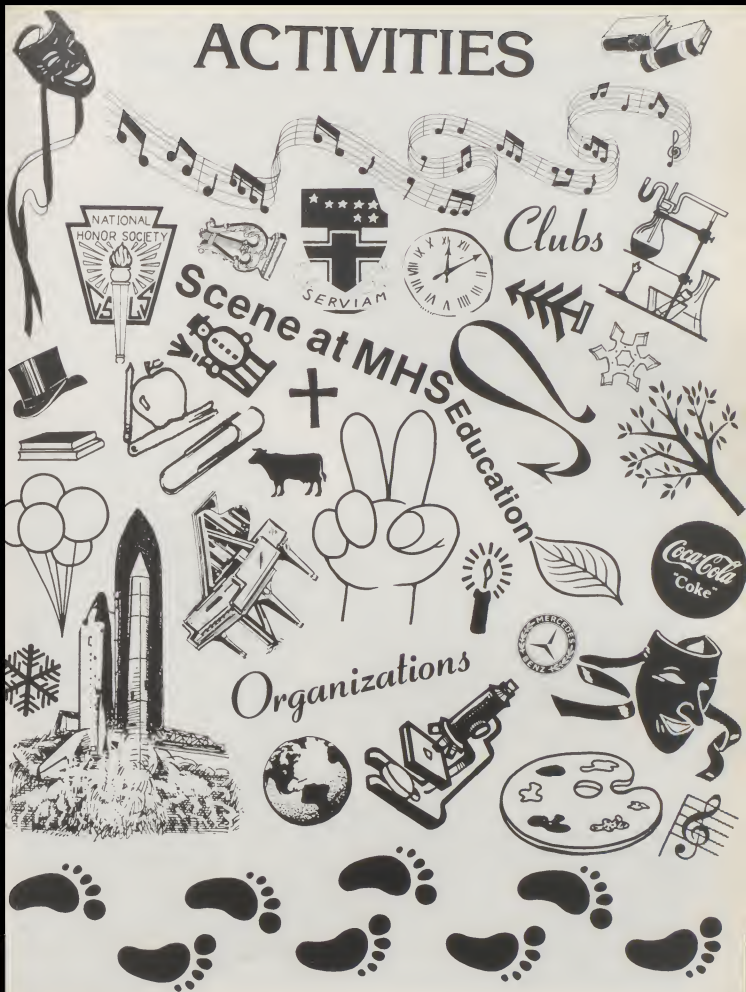 ACTIVITIES
NATIONAL
HONOR SOCIETY
SERVIAM
Clubs
Scene at MHS
Education
Coca-Cola
"Coke"
MERCEDES
BENZ
Organizations